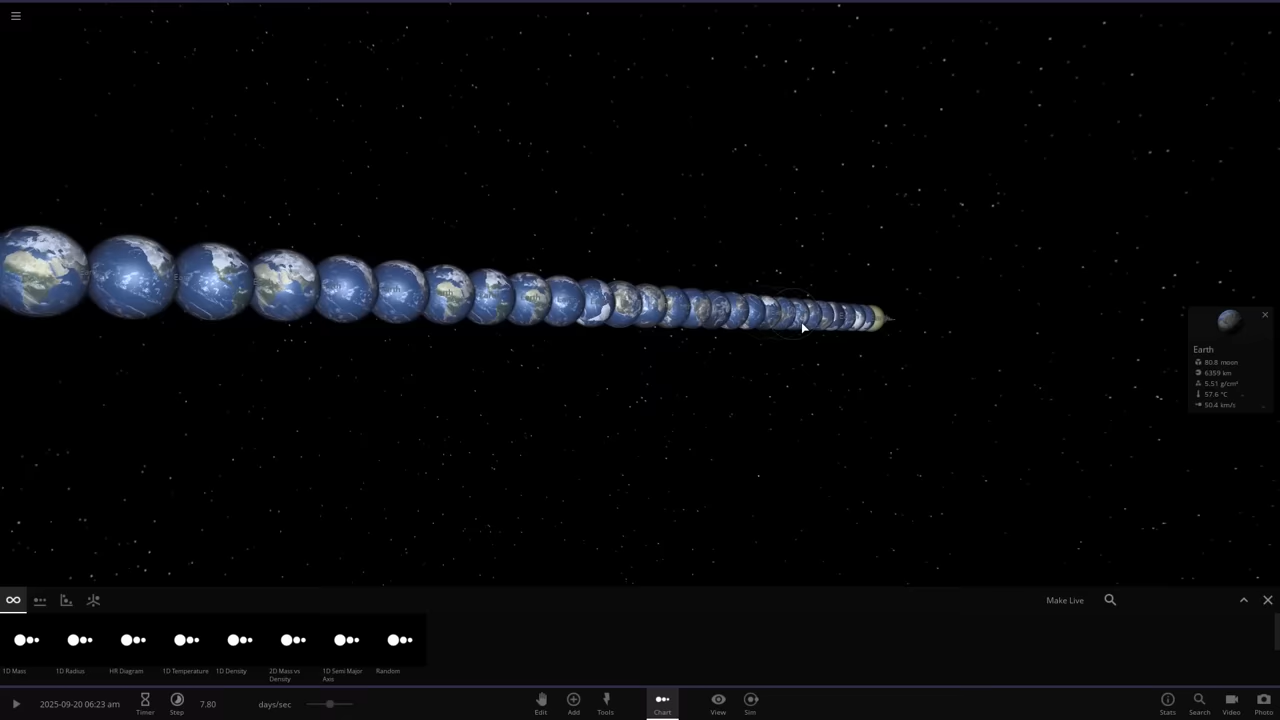 Earth
80.8 moon
6359 km
5.51 g/cm³
57.6 °C
50.4 km/s
Make Live
1D Mass
1D Radius
HR Diagram
1D Temperature
1D Density
2D Mass vs
Density
1D Semi Major
Axis
Random
2025-09-20 06:23 am
Timer
Step
7.80
days/sec
Edit
Add
Tools
Chart
View
Sim
Stats
Search
Video
Photo